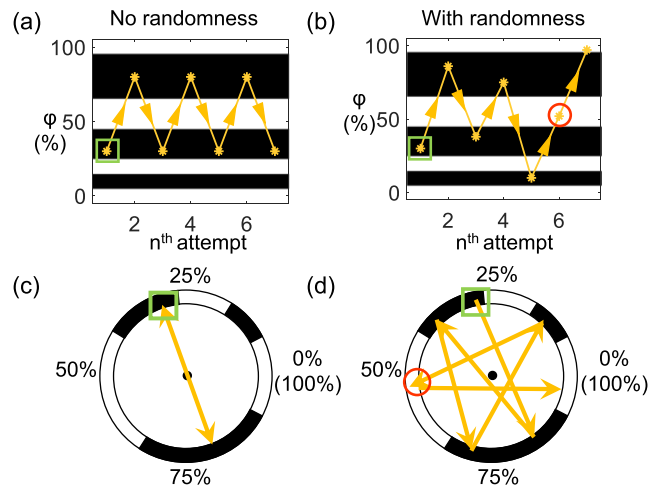 (a) No randomness
100
φ
(%)
50
0
2 4 6
nth attempt
(b) With randomness
100
φ
(%)
50
0
2 4 6
nth attempt
(c)
25%
50%
0%
(100%)
75%
(d)
25%
50%
0%
(100%)
75%